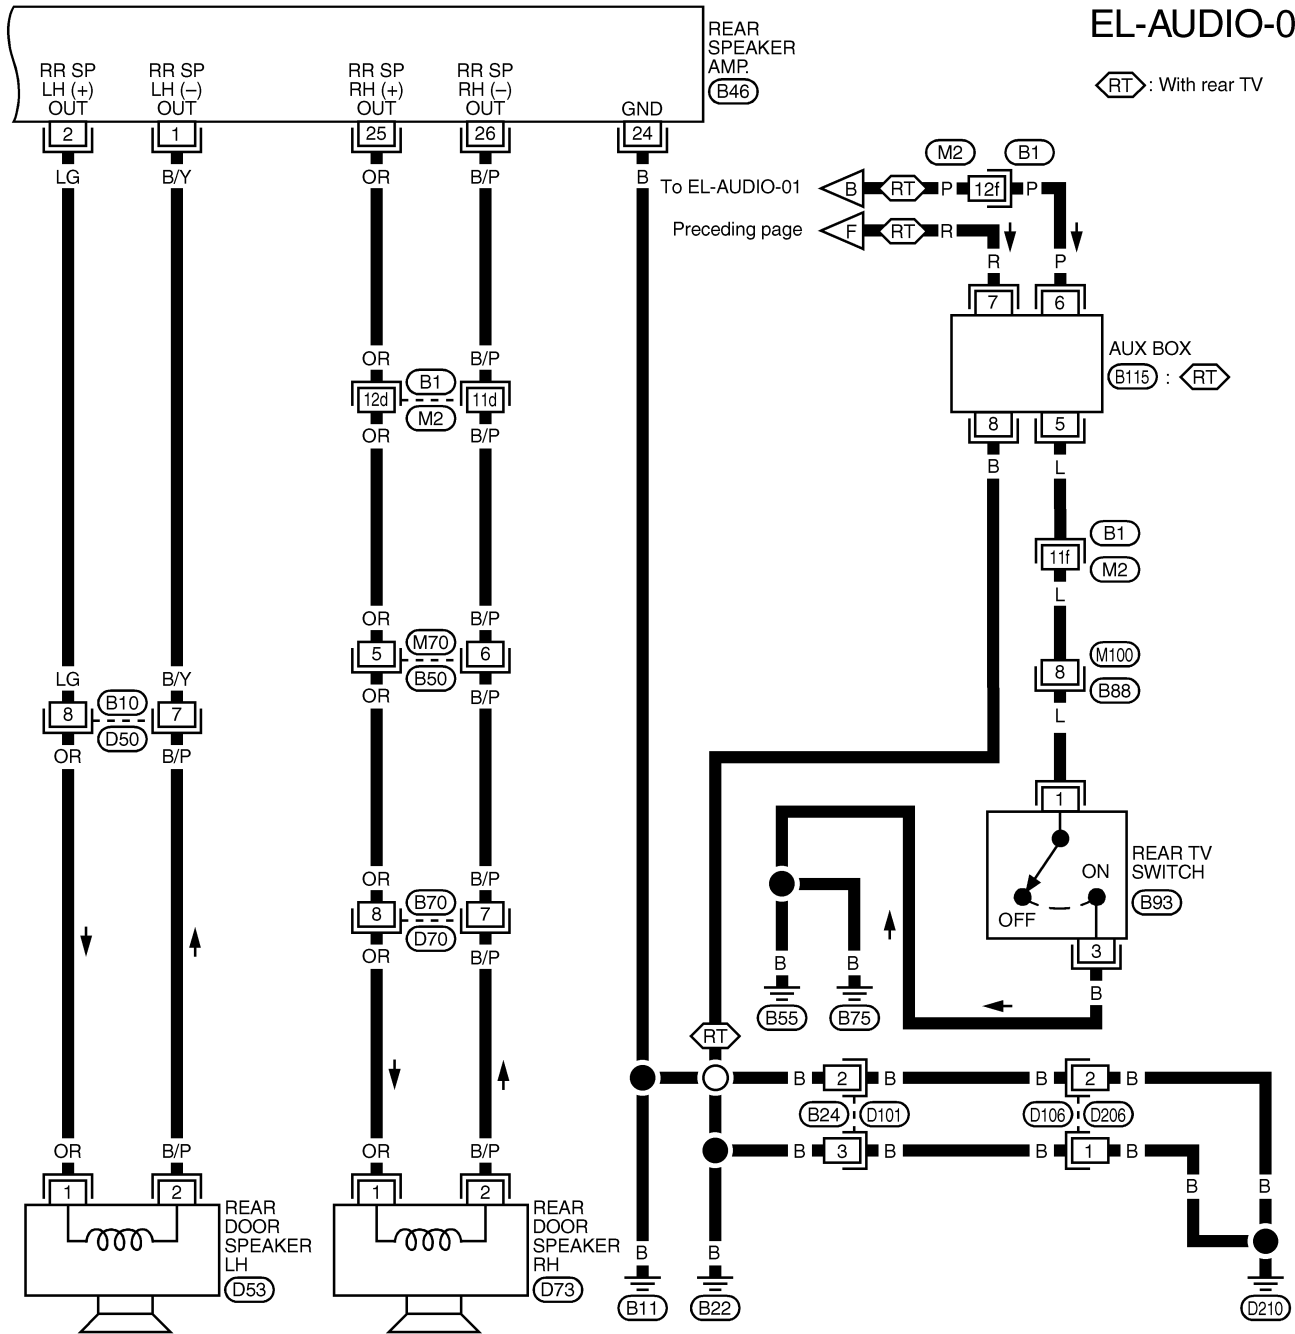 EL-AUDIO-0
RT : With rear TV
REAR
SPEAKER
AMP.
B46
RR SP
LH (+)
OUT
RR SP
LH (–)
OUT
RR SP
RH (+)
OUT
RR SP
RH (–)
OUT
GND
2
1
25
26
24
LG
B/Y
OR
B/P
B
M2
B1
To EL-AUDIO-01
B
RT
P
12f
P
Preceding page
F
RT
R
R
P
7
6
AUX BOX
B115 : RT
8
5
B
L
OR
B/P
12d
B1
M2
11d
OR
B/P
11f
B1
M2
L
OR
B/P
5
M70
B50
6
OR
B/P
8
M100
B88
L
LG
B/Y
8
B10
D50
7
OR
B/P
1
REAR TV
SWITCH
B93
ON
OFF
3
B
OR
B/P
8
B70
D70
7
OR
B/P
B
B
B55
B75
RT
B
2
B
B
2
B
B24
D101
D106
D206
B
3
B
B
1
B
B
B
OR
B/P
OR
B/P
1
2
1
2
REAR
DOOR
SPEAKER
LH
D53
REAR
DOOR
SPEAKER
RH
D73
B
B
B11
B22
D210